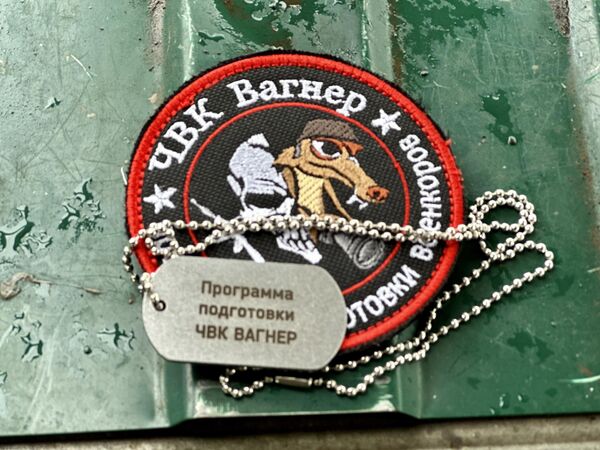 ЧВК Вагнер
военкоров
Программа
подготовки
ЧВК ВАГНЕР